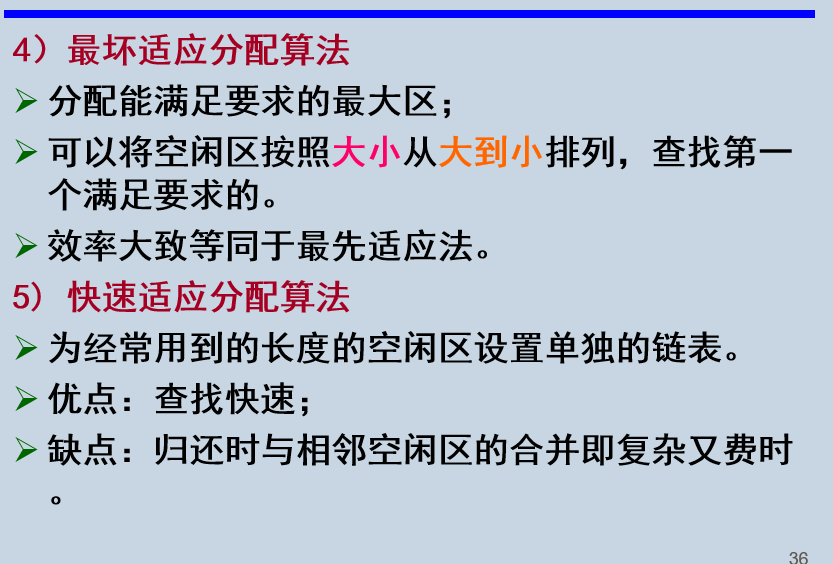 4）最坏适应分配算法
分配能满足要求的最大区；
可以将空闲区按照大小从大到小排列，查找第一
个满足要求的。
效率大致等同于最先适应法。
5）快速适应分配算法
为经常用到的长度的空闲区设置单独的链表。
优点：查找快速；
缺点：归还时与相邻空闲区的合并即复杂又费时
。
36